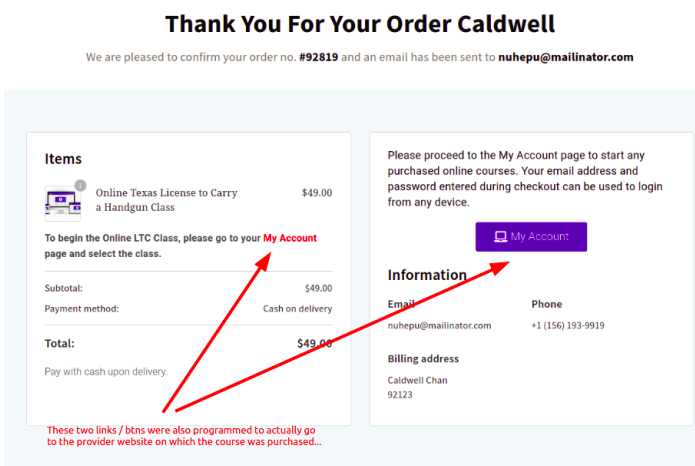 Thank You For Your Order Caldwell
We are pleased to confirm your order no. #92819 and an email has been sent to nuhepu@mailinator.com
Items
1
Online Texas License to Carry $49.00
a Handgun Class
To begin the Online LTC Class, please go to your My Account
page and select the class.
Subtotal: $49.00
Payment method: Cash on delivery
Total: $49.00
Pay with cash upon delivery.
These two links / btns were also programmed to actually go
to the provider website on which the course was purchased...
Please proceed to the My Account page to start any
purchased online courses. Your email address and
password entered during checkout can be used to login
from any device.
My Account
Information
Email Phone
nuhepu@mailinator.com +1 (156) 193-9919
Billing address
Caldwell Chan
92123